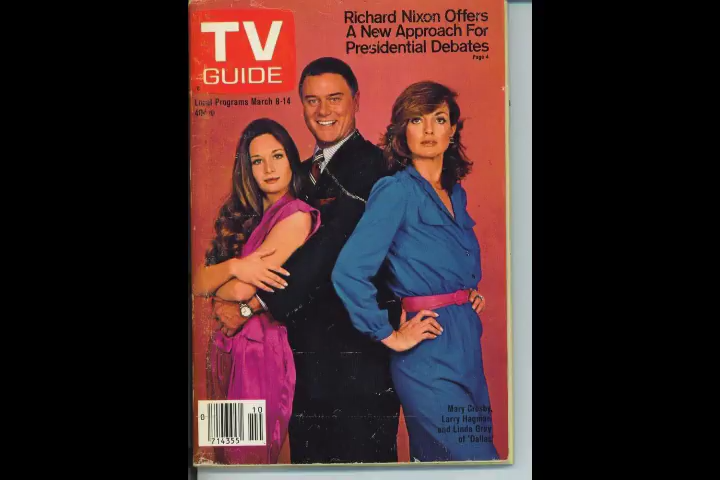 TV
GUIDE
Local Programs March 8-14
Richard Nixon Offers
A New Approach For
Presidential Debates
Page 4
Mary Crosby,
Larry Hagman
and Linda Gray
of 'Dallas'
10
0
714355